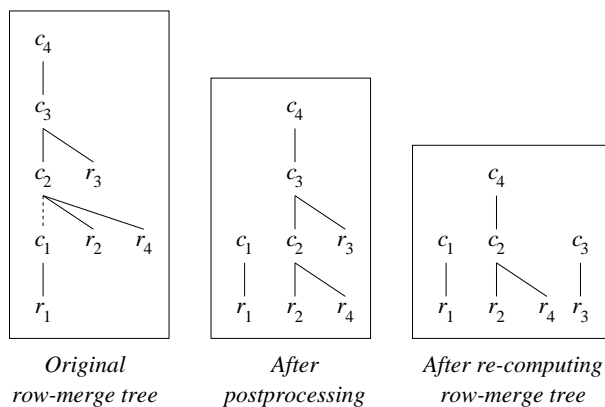 c4
c3
c2 r3
c1 r2 r4
r1
Original
row-merge tree
c4
c3
c1 c2 r3
r1 r2 r4
After
postprocessing
c4
c1 c2 c3
r1 r2 r4 r3
After re-computing
row-merge tree